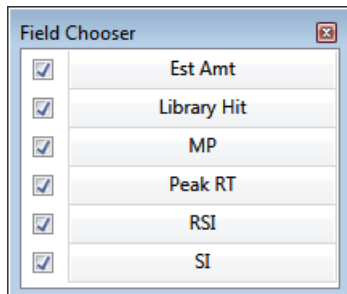 Field Chooser
Est Amt
Library Hit
MP
Peak RT
RSI
SI